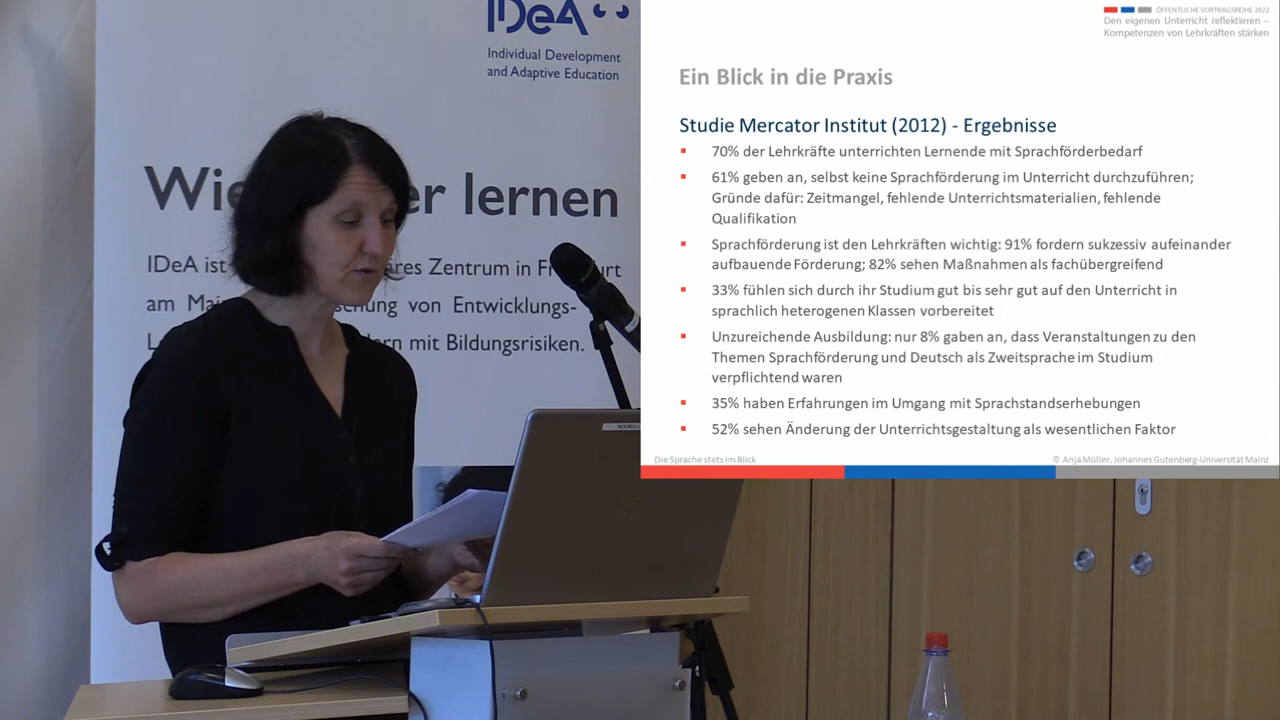 IDeA
Individual Development
and Adaptive Education
Wie er lernen
IDeA ist res Zentrum in
am von Entwicklungs-
mit Bildungsrisiken.
ÖFFENTLICHE VORTRAGSREIHE 2022
Den eigenen Unterricht reflektieren –
Kompetenzen von Lehrkräften stärken
Ein Blick in die Praxis
Studie Mercator Institut (2012) - Ergebnisse
70% der Lehrkräfte unterrichten Lernende mit Sprachförderbedarf
61% geben an, selbst keine Sprachförderung im Unterricht durchzuführen;
Gründe dafür: Zeitmangel, fehlende Unterrichtsmaterialien, fehlende
Qualifikation
Sprachförderung ist den Lehrkräften wichtig: 91% fordern sukzessiv aufeinander
aufbauende Förderung; 82% sehen Maßnahmen als fachübergreifend
33% fühlen sich durch ihr Studium gut bis sehr gut auf den Unterricht in
sprachlich heterogenen Klassen vorbereitet
Unzureichende Ausbildung: nur 8% gaben an, dass Veranstaltungen zu den
Themen Sprachförderung und Deutsch als Zweitsprache im Studium
verpflichtend waren
35% haben Erfahrungen im Umgang mit Sprachstandserhebungen
52% sehen Änderung der Unterrichtsgestaltung als wesentlichen Faktor
Die Sprache stets im Blick
© Anja Müller, Johannes Gutenberg-Universität Mainz